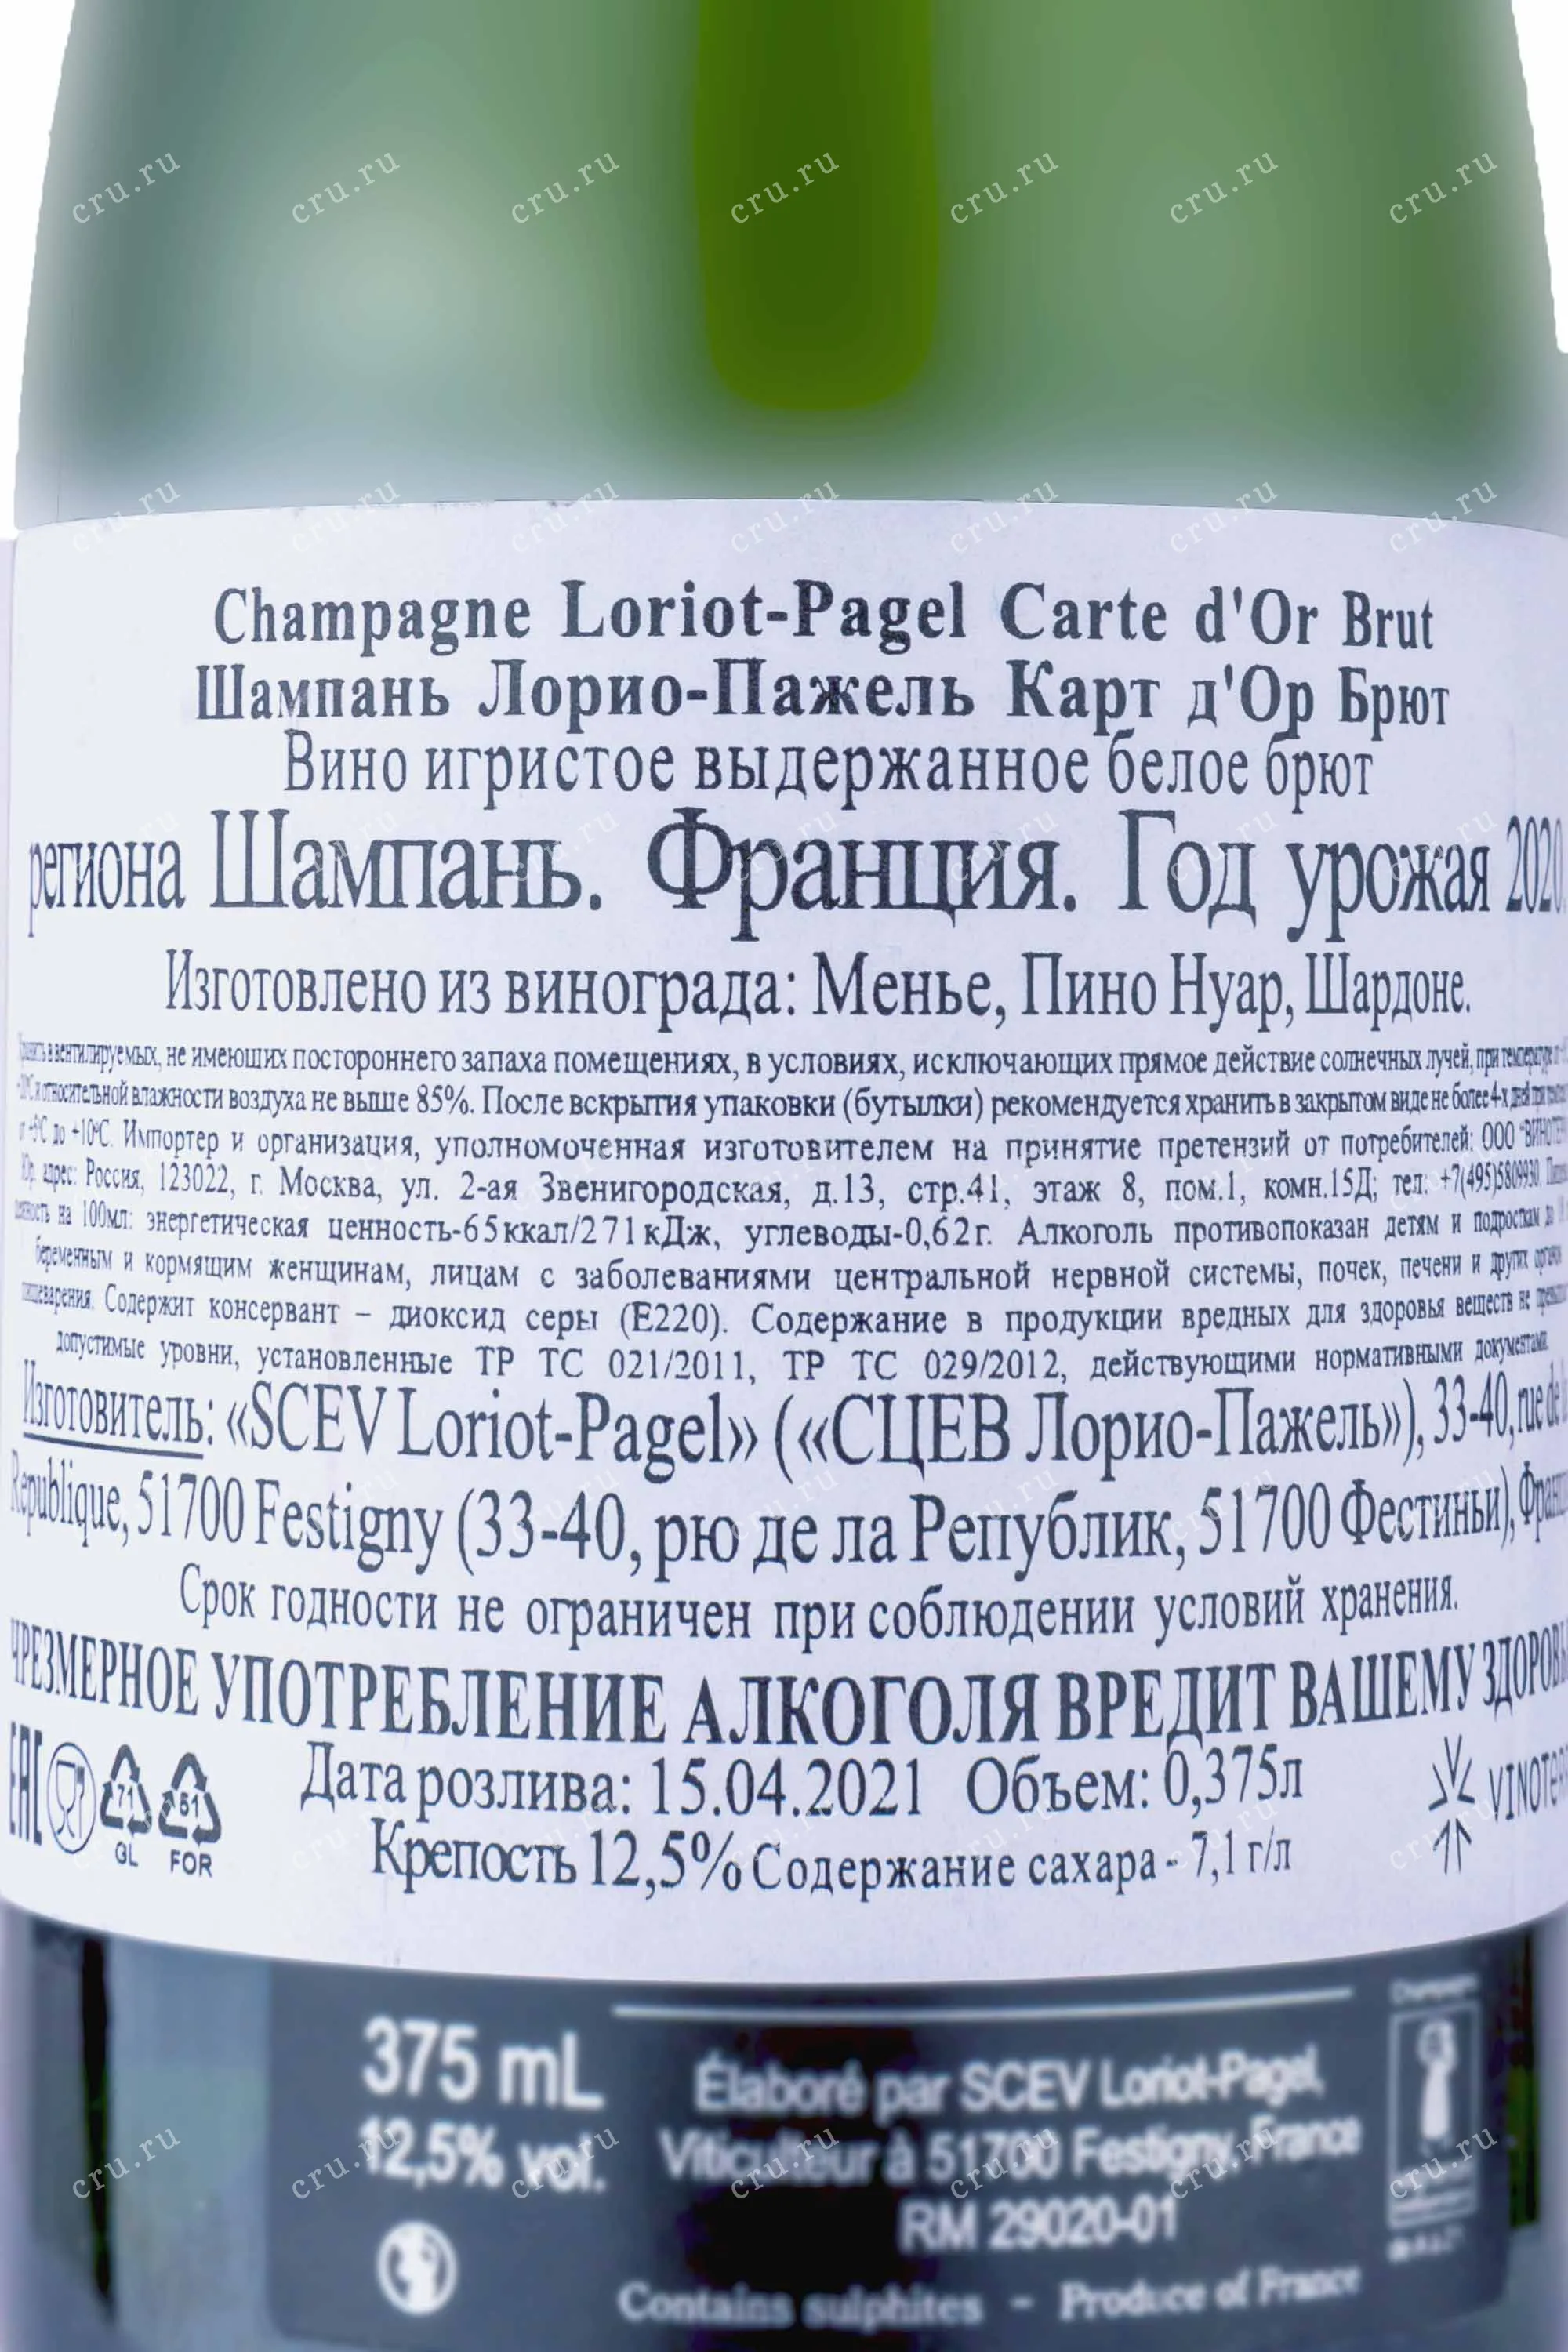 Champagne Loriot-Pagel Carte d'Or Brut
Шампань Лорио-Пажель Карт д'Ор Брют
Вино игристое выдержанное белое брют
региона Шампань. Франция. Год урожая 2020.
Изготовлено из винограда: Менье, Пино Нуар, Шардоне.
в вентилируемых, не имеющих постороннего запаха помещениях, в условиях, исключающих прямое действие солнечных лучей, при температуре
и относительной влажности воздуха не выше 85%. После вскрытия упаковки (бутылки) рекомендуется хранить в закрытом виде не более 4-х дней
от +5°C до +10°C. Импортер и организация, уполномоченная изготовителем на принятие претензий от потребителей: ООО
Юр. адрес: Россия, 123022, г. Москва, ул. 2-ая Звенигородская, д.13, стр.41, этаж 8, пом.1, комн.15Д; тел: +7(495)5809930.
на 100мл: энергетическая ценность-65ккал/271кДж, углеводы-0,62г. Алкоголь противопоказан детям и подросткам до
беременным и кормящим женщинам, лицам с заболеваниями центральной нервной системы, почек, печени и других
пищеварения. Содержит консервант – диоксид серы (Е220). Содержание в продукции вредных для здоровья веществ не
допустимые уровни, установленные ТР ТС 021/2011, ТР ТС 029/2012, действующими нормативными документами.
Изготовитель: «SCEV Loriot-Pagel» («СЦЕВ Лорио-Пажель»), 33-40, rue de
Republique, 51700 Festigny (33-40, рю де ла Републик, 51700 Фестиньи),
Срок годности не ограничен при соблюдении условий хранения.
ЧРЕЗМЕРНОЕ УПОТРЕБЛЕНИЕ АЛКОГОЛЯ ВРЕДИТ ВАШЕМУ
Дата розлива: 15.04.2021 Объем: 0,375л
Крепость 12,5% Содержание сахара - 7,1 г/л
EAC
71
GL
61
FOR
375 mL
12,5% vol.
Élaboré par SCEV Loriot-Pagel,
Viticulteur à 51700 Festigny, France
RM 29020-01
Contains sulphites - Produce of France